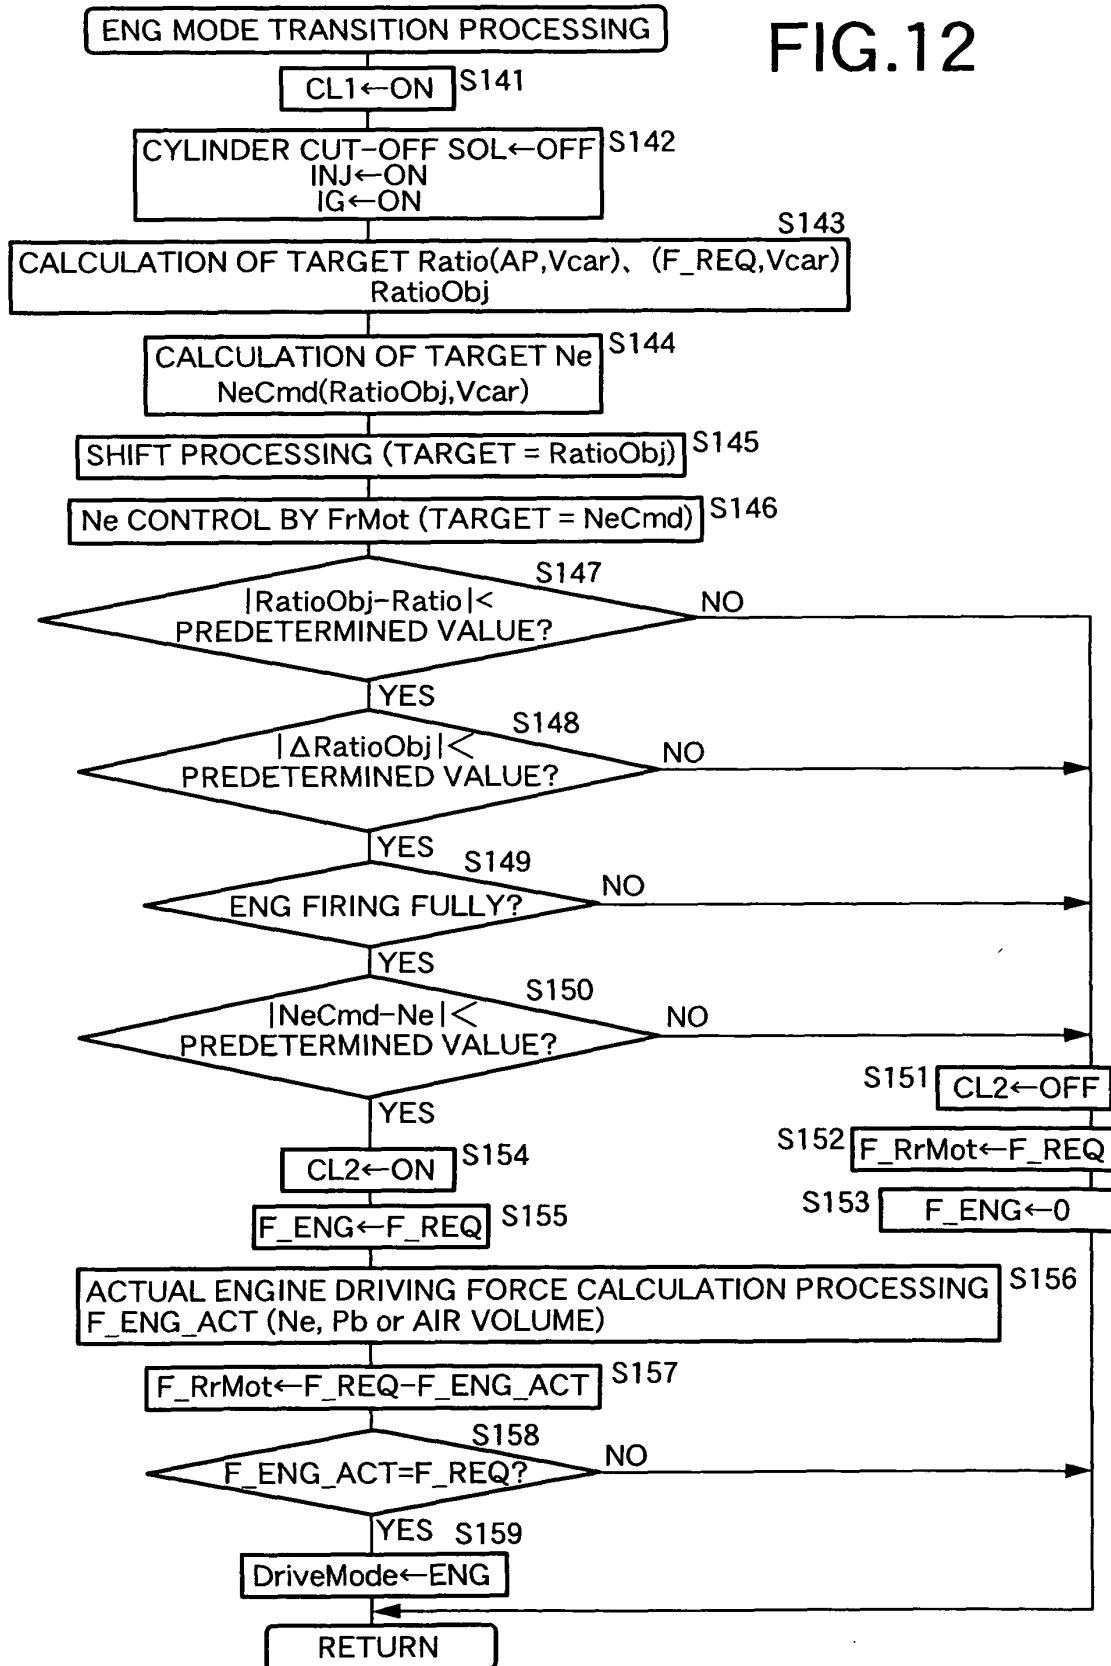 ENG MODE TRANSITION PROCESSING
FIG.12
CL1←ON
S141
CYLINDER CUT-OFF SOL←OFF
INJ←ON
IG←ON
S142
S143
CALCULATION OF TARGET Ratio(AP,Vcar)、(F_REQ,Vcar)
RatioObj
CALCULATION OF TARGET Ne
NeCmd(RatioObj,Vcar)
S144
SHIFT PROCESSING (TARGET = RatioObj)
S145
Ne CONTROL BY FrMot (TARGET = NeCmd)
S146
S147
|RatioObj-Ratio|<
PREDETERMINED VALUE?
NO
YES
S148
|ΔRatioObj|<
PREDETERMINED VALUE?
NO
YES
S149
ENG FIRING FULLY?
NO
YES
S150
|NeCmd-Ne|<
PREDETERMINED VALUE?
NO
YES
S151
CL2←OFF
S152
F_RrMot←F_REQ
S153
F_ENG←0
CL2←ON
S154
F_ENG←F_REQ
S155
ACTUAL ENGINE DRIVING FORCE CALCULATION PROCESSING
F_ENG_ACT (Ne, Pb or AIR VOLUME)
S156
F_RrMot←F_REQ-F_ENG_ACT
S157
S158
F_ENG_ACT=F_REQ?
NO
YES
S159
DriveMode←ENG
RETURN